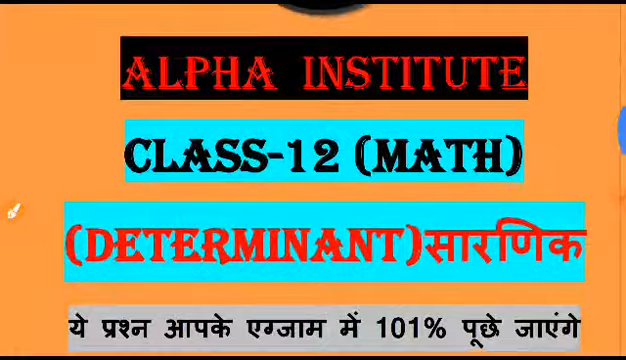 ALPHA INSTITUTE
CLASS-12 (MATH)
(DETERMINANT)सारणिक
ये प्रश्न आपके एग्जाम में 101% पूछे जाएंगे